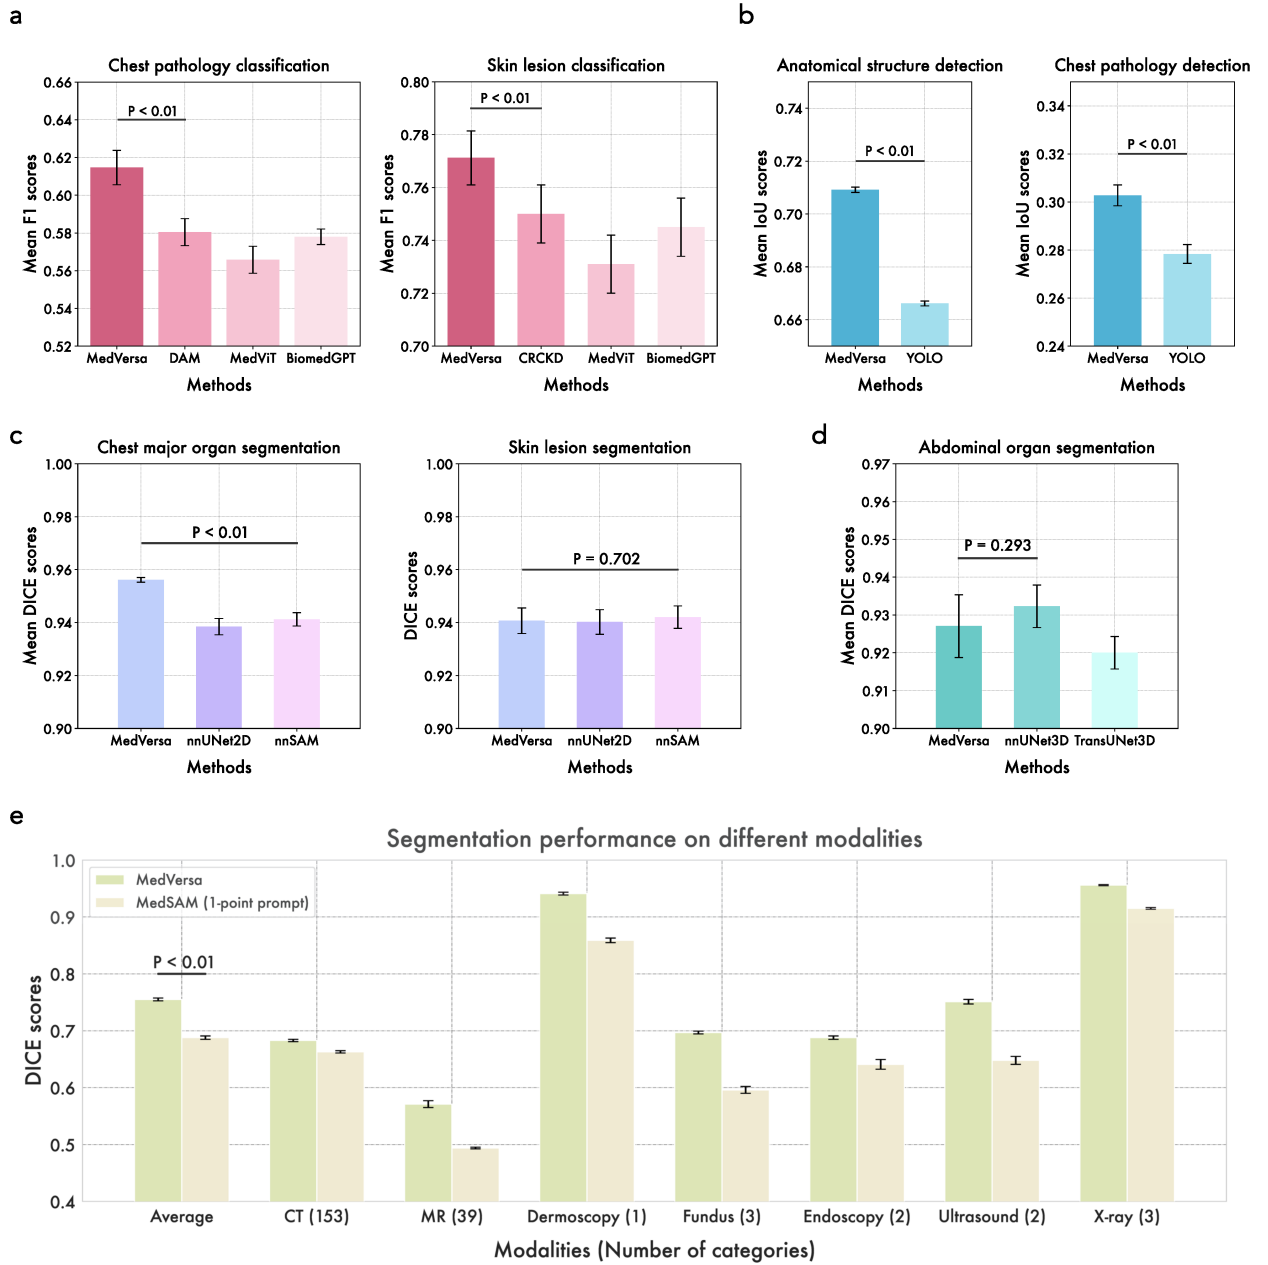 a
Chest pathology classification
Mean F1 scores
0.66
0.64
0.62
0.60
0.58
0.56
0.54
0.52
P < 0.01
MedVersa DAM MedViT BiomedGPT
Methods
Skin lesion classification
Mean F1 scores
0.80
0.78
0.76
0.74
0.72
0.70
P < 0.01
MedVersa CRCKD MedViT BiomedGPT
Methods
b
Anatomical structure detection
Mean IoU scores
0.74
0.72
0.70
0.68
0.66
P < 0.01
MedVersa YOLO
Methods
Chest pathology detection
Mean IoU scores
0.34
0.32
0.30
0.28
0.26
0.24
P < 0.01
MedVersa YOLO
Methods
c
Chest major organ segmentation
Mean DICE scores
1.00
0.98
0.96
0.94
0.92
0.90
P < 0.01
MedVersa nnUNet2D nnSAM
Methods
Skin lesion segmentation
DICE scores
1.00
0.98
0.96
0.94
0.92
0.90
P = 0.702
MedVersa nnUNet2D nnSAM
Methods
d
Abdominal organ segmentation
Mean DICE scores
0.97
0.96
0.95
0.94
0.93
0.92
0.91
0.90
P = 0.293
MedVersa nnUNet3D TransUNet3D
Methods
e
Segmentation performance on different modalities
DICE scores
1.0
0.9
0.8
0.7
0.6
0.5
0.4
MedVersa
MedSAM (1-point prompt)
P < 0.01
Average CT (153) MR (39) Dermoscopy (1) Fundus (3) Endoscopy (2) Ultrasound (2) X-ray (3)
Modalities (Number of categories)